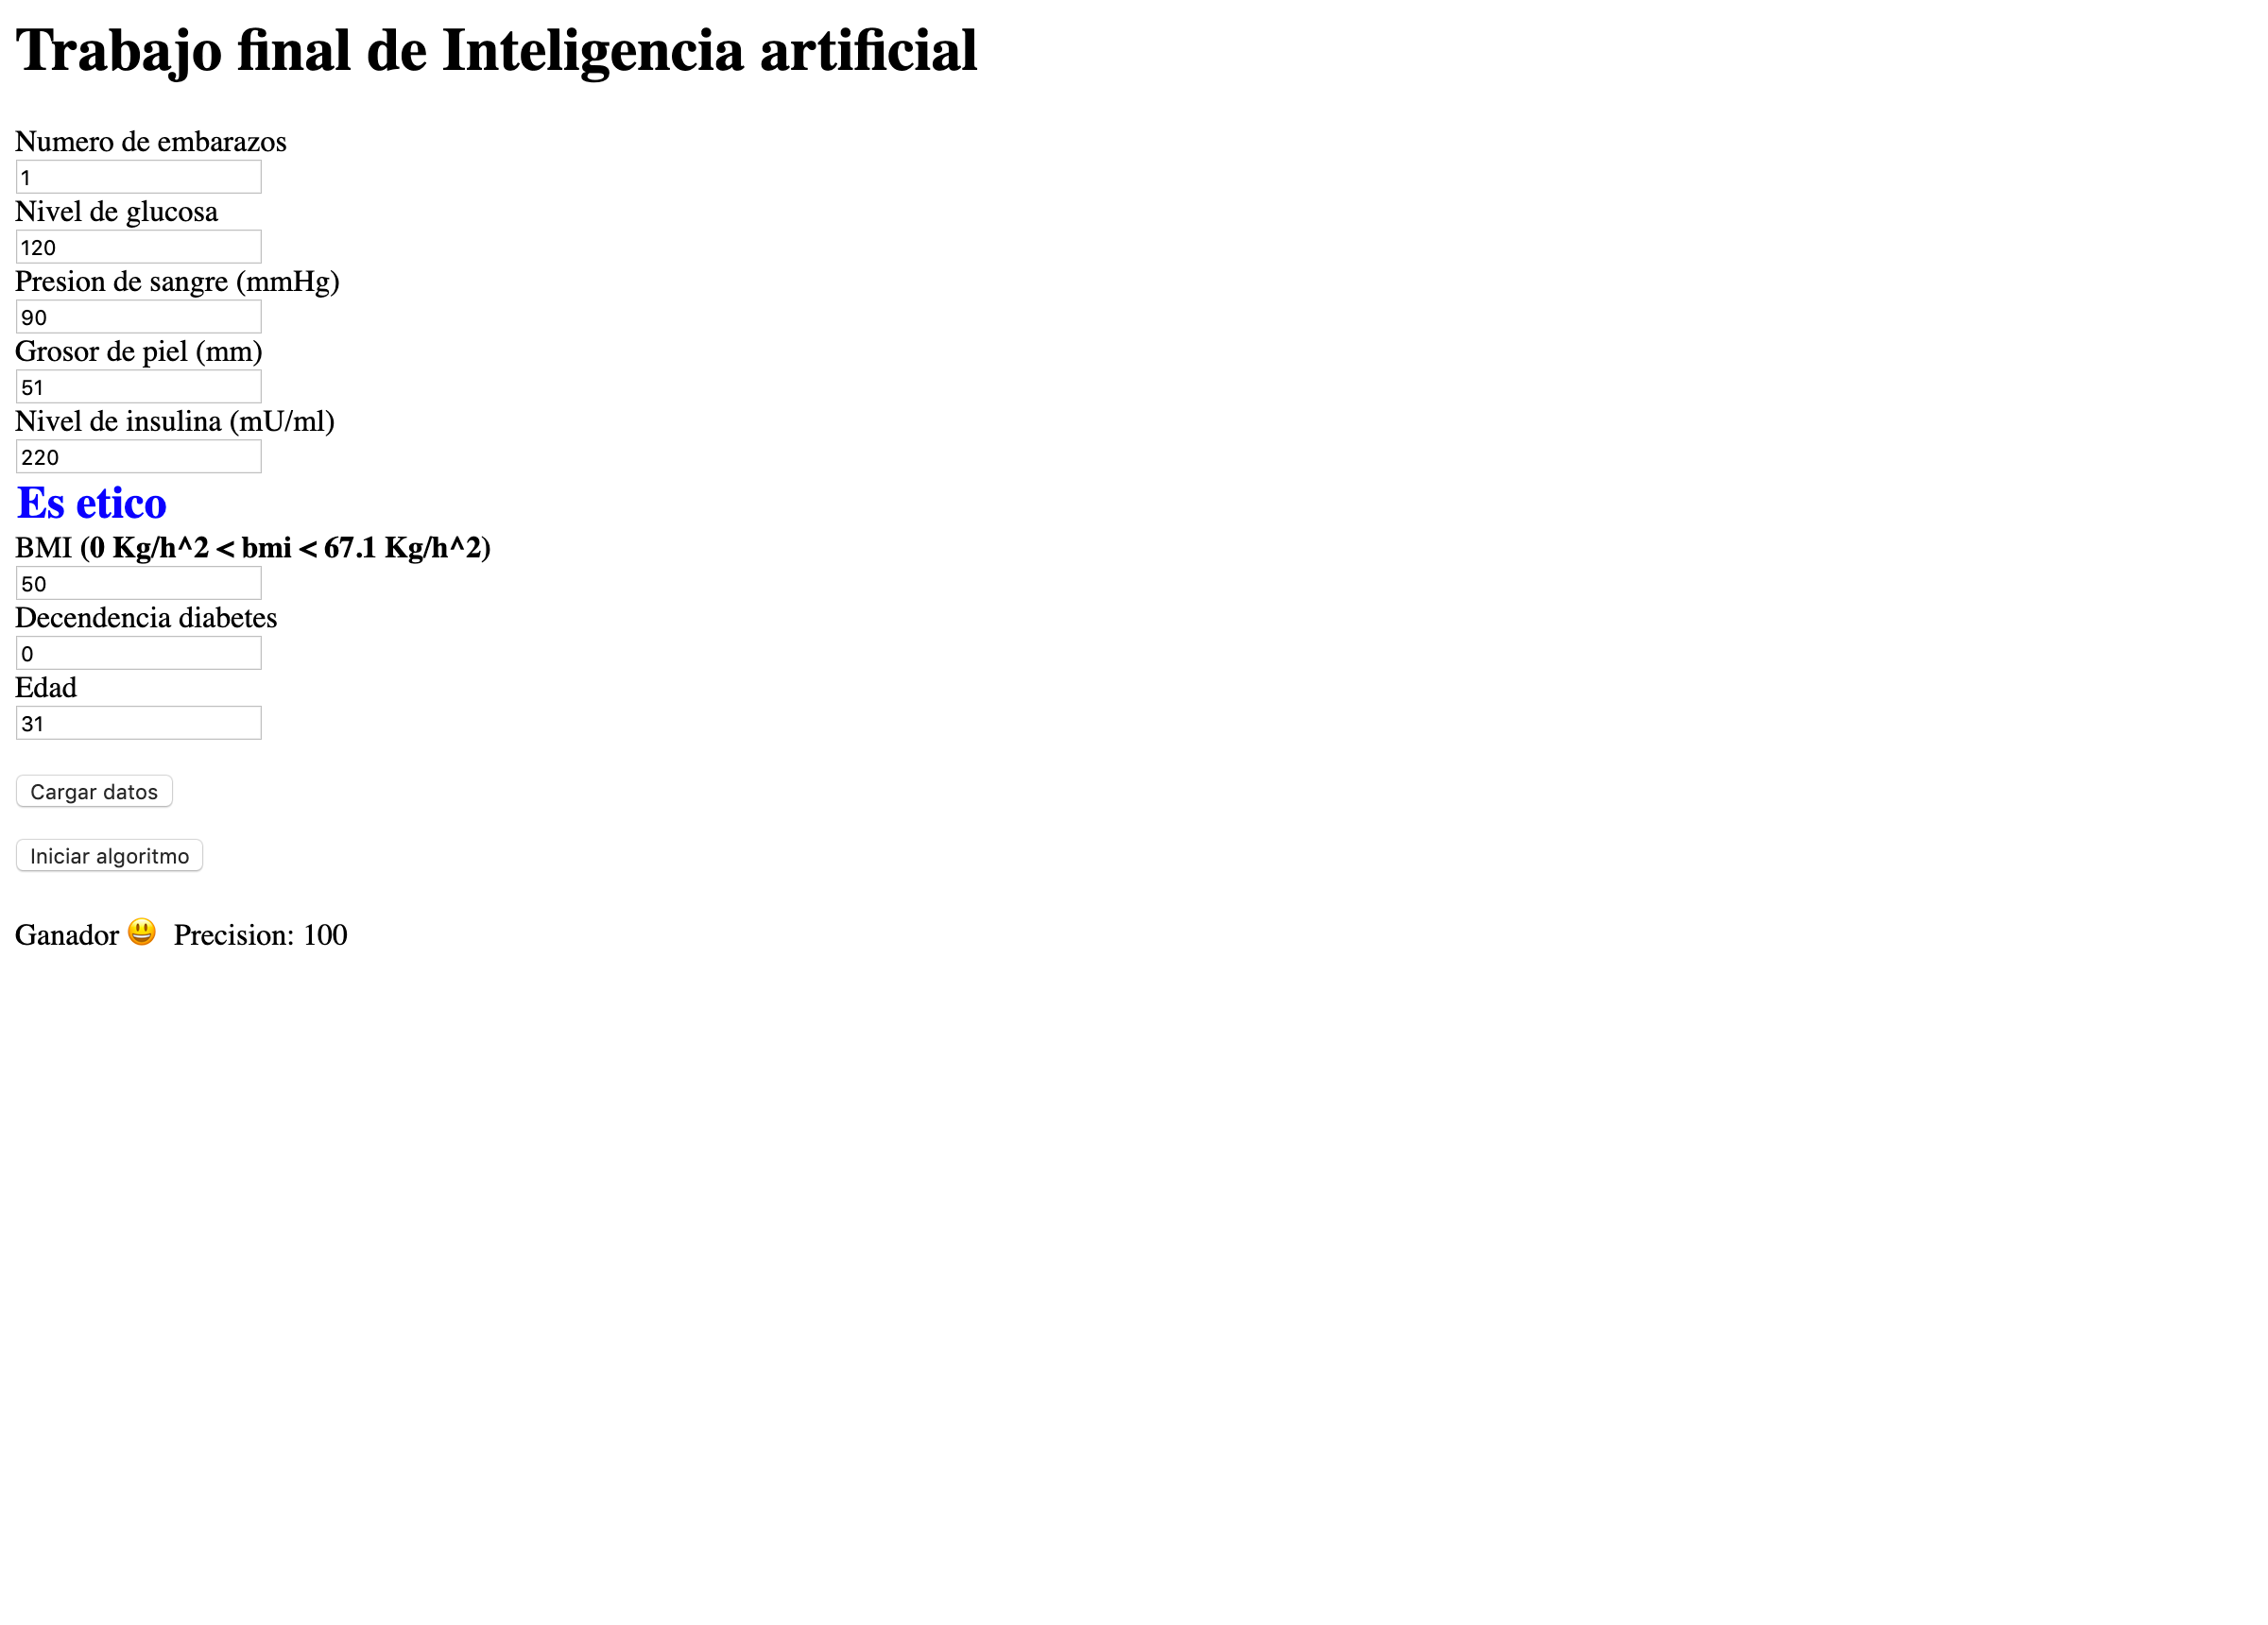 Trabajo final de Inteligencia artificial
Numero de embarazos
1
Nivel de glucosa
120
Presion de sangre (mmHg)
90
Grosor de piel (mm)
51
Nivel de insulina (mU/ml)
220
Es etico
BMI (0 Kg/h^2 < bmi < 67.1 Kg/h^2)
50
Decendencia diabetes
0
Edad
31
Cargar datos
Iniciar algoritmo
Ganador 😃 Precision: 100